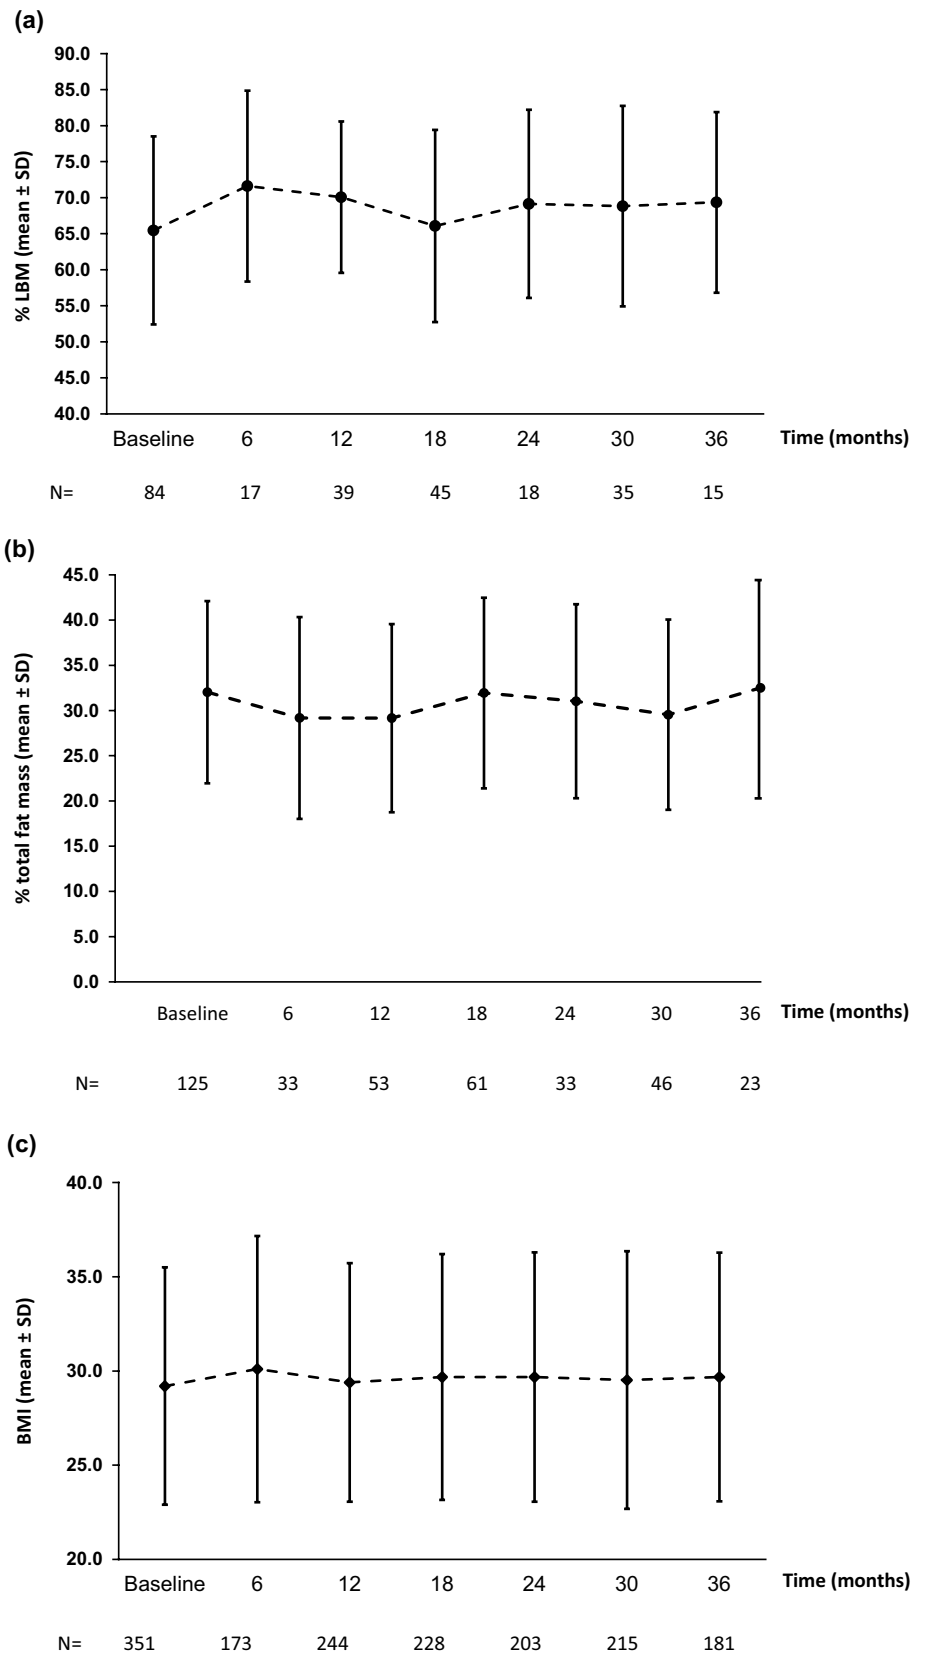 (a)
% LBM (mean ± SD)
90.0
85.0
80.0
75.0
70.0
65.0
60.0
55.0
50.0
45.0
40.0
Baseline 6 12 18 24 30 36 Time (months)
N= 84 17 39 45 18 35 15
(b)
% total fat mass (mean ± SD)
45.0
40.0
35.0
30.0
25.0
20.0
15.0
10.0
5.0
0.0
Baseline 6 12 18 24 30 36 Time (months)
N= 125 33 53 61 33 46 23
(c)
BMI (mean ± SD)
40.0
35.0
30.0
25.0
20.0
Baseline 6 12 18 24 30 36 Time (months)
N= 351 173 244 228 203 215 181